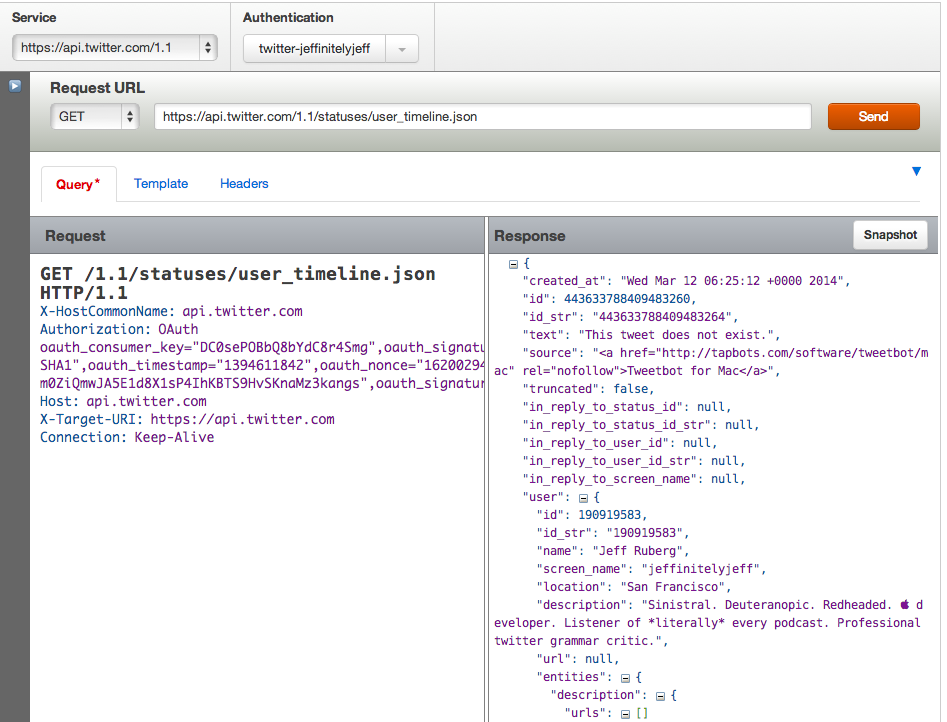 Service
Authentication
https://api.twitter.com/1.1
twitter-jeffinitelyjeff
Request URL
GET
https://api.twitter.com/1.1/statuses/user_timeline.json
Send
Query*
Template
Headers
Request
GET /1.1/statuses/user_timeline.json
HTTP/1.1
X-HostCommonName: api.twitter.com
Authorization: OAuth
oauth_consumer_key="DC0sePOBbQ8bYdC8r4Smg",oauth_signatu
SHA1",oauth_timestamp="1394611842",oauth_nonce="16200294
m0ZiQmwJA5E1d8X1sP4IhKBTS9HvSKnaMz3kangs",oauth_signatur
Host: api.twitter.com
X-Target-URI: https://api.twitter.com
Connection: Keep-Alive
Response
Snapshot
{
"created_at": "Wed Mar 12 06:25:12 +0000 2014",
"id": 443633788409483260,
"id_str": "443633788409483264",
"text": "This tweet does not exist.",
"source": "<a href="http://tapbots.com/software/tweetbot/m
ac" rel="nofollow">Tweetbot for Mac</a>",
"truncated": false,
"in_reply_to_status_id": null,
"in_reply_to_status_id_str": null,
"in_reply_to_user_id": null,
"in_reply_to_user_id_str": null,
"in_reply_to_screen_name": null,
"user": {
"id": 190919583,
"id_str": "190919583",
"name": "Jeff Ruberg",
"screen_name": "jeffinitelyjeff",
"location": "San Francisco",
"description": "Sinistral. Deuteranopic. Redheaded.  d
eveloper. Listener of *literally* every podcast. Professional
twitter grammar critic.",
"url": null,
"entities": {
"description": {
"urls": []